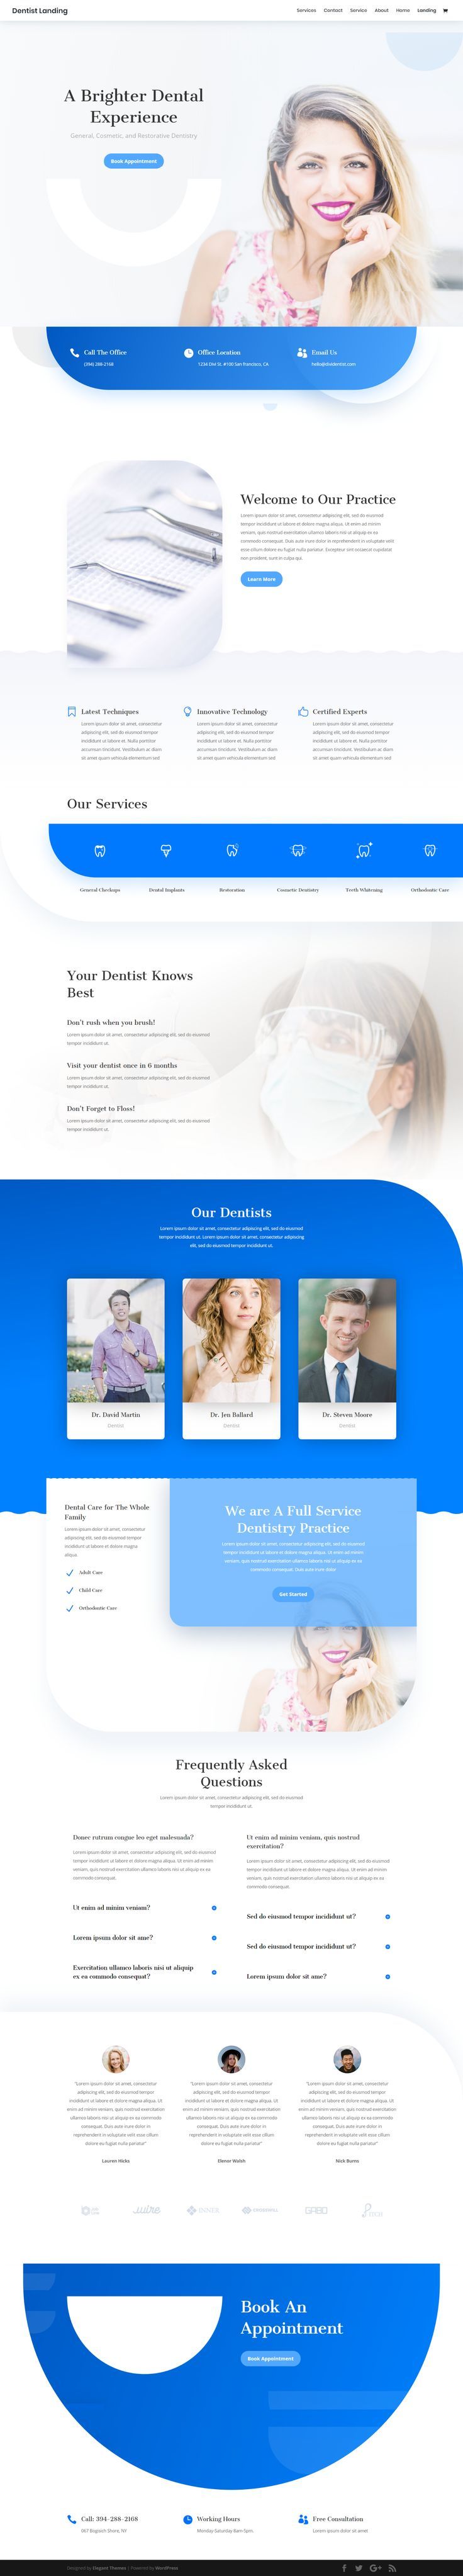 Dentist Landing
Services Contact Service About Home Landing
A Brighter Dental
Experience
General, Cosmetic, and Restorative Dentistry
Book Appointment
Call The Office
(394) 288-2168
Office Location
1234 Divi St. #100 San Francisco, CA
Email Us
hello@dividentist.com
Welcome to Our Practice
Lorem ipsum dolor sit amet, consectetur adipiscing elit, sed do eiusmod
tempor incididunt ut labore et dolore magna aliqua. Ut enim ad minim
veniam, quis nostrud exercitation ullamco laboris nisi ut aliquip ex ea
commodo consequat. Duis aute irure dolor in reprehenderit in voluptate velit
esse cillum dolore eu fugiat nulla pariatur. Excepteur sint occaecat cupidatat
non proident, sunt in culpa qui.
Learn More
Latest Techniques
Lorem ipsum dolor sit amet, consectetur
adipiscing elit, sed do eiusmod tempor
incididunt ut labore et. Nulla porttitor
accumsan tincidunt. Vestibulum ac diam
sit amet quam vehicula elementum sed
Innovative Technology
Lorem ipsum dolor sit amet, consectetur
adipiscing elit, sed do eiusmod tempor
incididunt ut labore et. Nulla porttitor
accumsan tincidunt. Vestibulum ac diam
sit amet quam vehicula elementum sed
Certified Experts
Lorem ipsum dolor sit amet, consectetur
adipiscing elit, sed do eiusmod tempor
incididunt ut labore et. Nulla porttitor
accumsan tincidunt. Vestibulum ac diam
sit amet quam vehicula elementum sed
Our Services
General Checkups
Dental Implants
Restoration
Cosmetic Dentistry
Teeth Whitening
Orthodontic Care
Your Dentist Knows
Best
Don't rush when you brush!
Lorem ipsum dolor sit amet, consectetur adipiscing elit, sed do eiusmod
tempor incididunt ut.
Visit your dentist once in 6 months
Lorem ipsum dolor sit amet, consectetur adipiscing elit, sed do eiusmod
tempor incididunt ut.
Don't Forget to Floss!
Lorem ipsum dolor sit amet, consectetur adipiscing elit, sed do eiusmod
tempor incididunt ut.
Our Dentists
Lorem ipsum dolor sit amet, consectetur adipiscing elit, sed do eiusmod
tempor incididunt ut. Lorem ipsum dolor sit amet, consectetur adipiscing
elit, sed do eiusmod tempor incididunt ut.
Dr. David Martin
Dentist
Dr. Jen Ballard
Dentist
Dr. Steven Moore
Dentist
Dental Care for The Whole
Family
Lorem ipsum dolor sit amet, consectetur
adipiscing elit, sed do eiusmod tempor
incididunt ut labore et dolore magna
aliqua.
Adult Care
Child Care
Orthodontic Care
We are A Full Service
Dentistry Practice
Lorem ipsum dolor sit amet, consectetur adipiscing elit, sed do eiusmod
tempor incididunt ut labore et dolore magna aliqua. Ut enim ad minim
veniam, quis nostrud exercitation ullamco laboris nisi ut aliquip ex ea
commodo consequat. Duis aute irure dolor
Get Started
Frequently Asked
Questions
Lorem ipsum dolor sit amet, consectetur adipiscing elit, sed do eiusmod
tempor incididunt ut.
Donec rutrum congue leo eget malesuada?
Lorem ipsum dolor sit amet, consectetur adipiscing elit, sed do eiusmod
tempor incididunt ut labore et dolore magna aliqua. Ut enim ad minim
veniam, quis nostrud exercitation ullamco laboris nisi ut aliquip ex ea
commodo consequat.
Ut enim ad minim veniam?
Lorem ipsum dolor sit ame?
Exercitation ullamco laboris nisi ut aliquip
ex ea commodo consequat?
Ut enim ad minim veniam, quis nostrud
exercitation?
Lorem ipsum dolor sit amet, consectetur adipiscing elit, sed do eiusmod
tempor incididunt ut labore et dolore magna aliqua. Ut enim ad minim
veniam, quis nostrud exercitation ullamco laboris nisi ut aliquip ex ea
commodo consequat.
Sed do eiusmod tempor incididunt ut?
Sed do eiusmod tempor incididunt ut?
Lorem ipsum dolor sit ame?
"Lorem ipsum dolor sit amet, consectetur
adipiscing elit, sed do eiusmod tempor
incididunt ut labore et dolore magna aliqua. Ut
enim ad minim veniam, quis nostrud exercitation
ullamco laboris nisi ut aliquip ex ea commodo
consequat. Duis aute irure dolor in
reprehenderit in voluptate velit esse cillum
dolore eu fugiat nulla pariatur"
Lauren Hicks
"Lorem ipsum dolor sit amet, consectetur
adipiscing elit, sed do eiusmod tempor
incididunt ut labore et dolore magna aliqua. Ut
enim ad minim veniam, quis nostrud exercitation
ullamco laboris nisi ut aliquip ex ea commodo
consequat. Duis aute irure dolor in
reprehenderit in voluptate velit esse cillum
dolore eu fugiat nulla pariatur"
Elenor Walsh
"Lorem ipsum dolor sit amet, consectetur
adipiscing elit, sed do eiusmod tempor
incididunt ut labore et dolore magna aliqua. Ut
enim ad minim veniam, quis nostrud exercitation
ullamco laboris nisi ut aliquip ex ea commodo
consequat. Duis aute irure dolor in
reprehenderit in voluptate velit esse cillum
dolore eu fugiat nulla pariatur"
Nick Burns
Book An
Appointment
Book Appointment
Call: 394-288-2168
Working Hours
Monday-Saturday 8am-5pm.
Free Consultation
Lorem ipsum dolor sit amet
Designed by Elegant Themes | Powered by WordPress